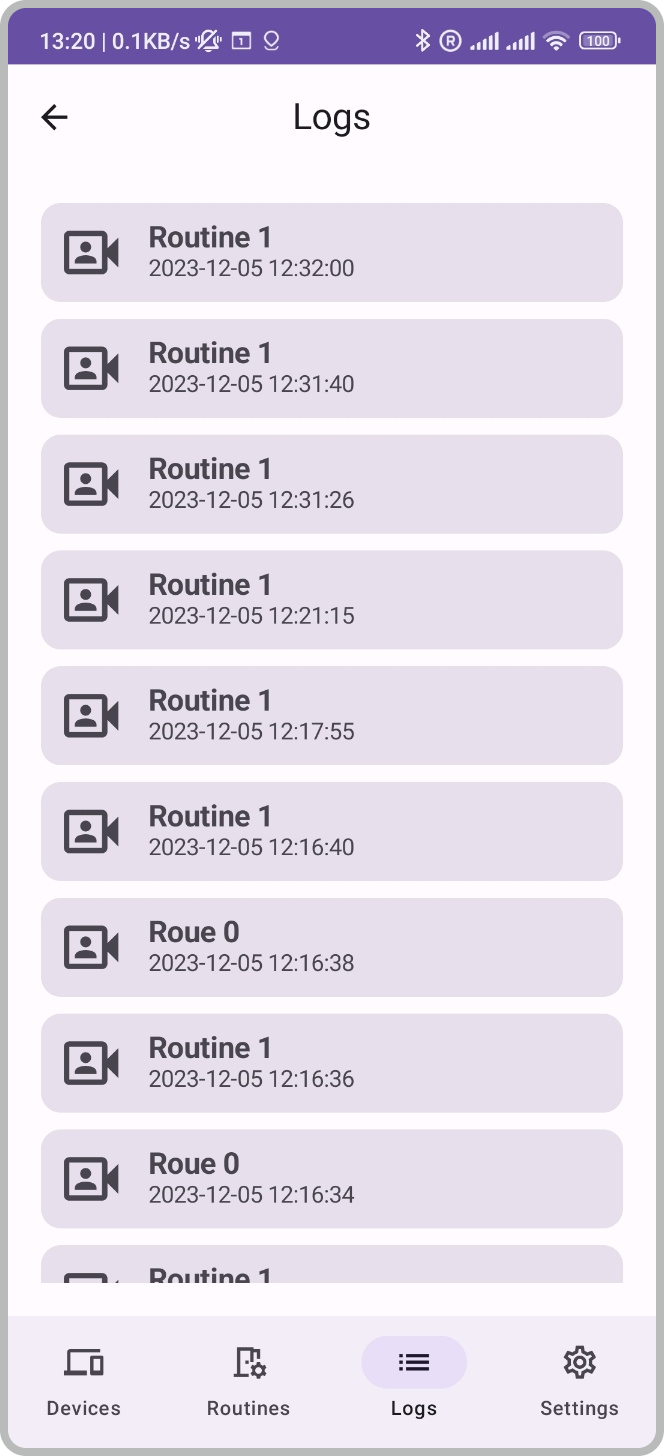 13:20 | 0.1KB/s
1
R
100
Logs
Routine 1
2023-12-05 12:32:00
Routine 1
2023-12-05 12:31:40
Routine 1
2023-12-05 12:31:26
Routine 1
2023-12-05 12:21:15
Routine 1
2023-12-05 12:17:55
Routine 1
2023-12-05 12:16:40
Roue 0
2023-12-05 12:16:38
Routine 1
2023-12-05 12:16:36
Roue 0
2023-12-05 12:16:34
Routine 1
Devices
Routines
Logs
Settings